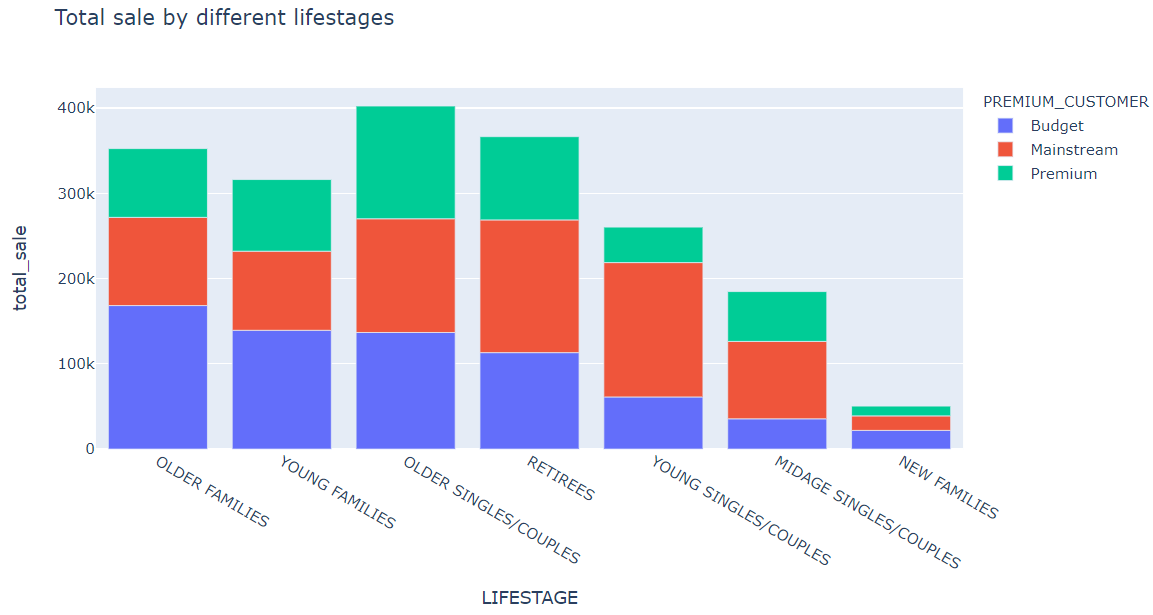 Total sale by different lifestages
PREMIUM_CUSTOMER
Budget
Mainstream
Premium
total_sale
400k
300k
200k
100k
0
OLDER FAMILIES
YOUNG FAMILIES
OLDER SINGLES/COUPLES
RETIREES
YOUNG SINGLES/COUPLES
MIDAGE SINGLES/COUPLES
NEW FAMILIES
LIFESTAGE